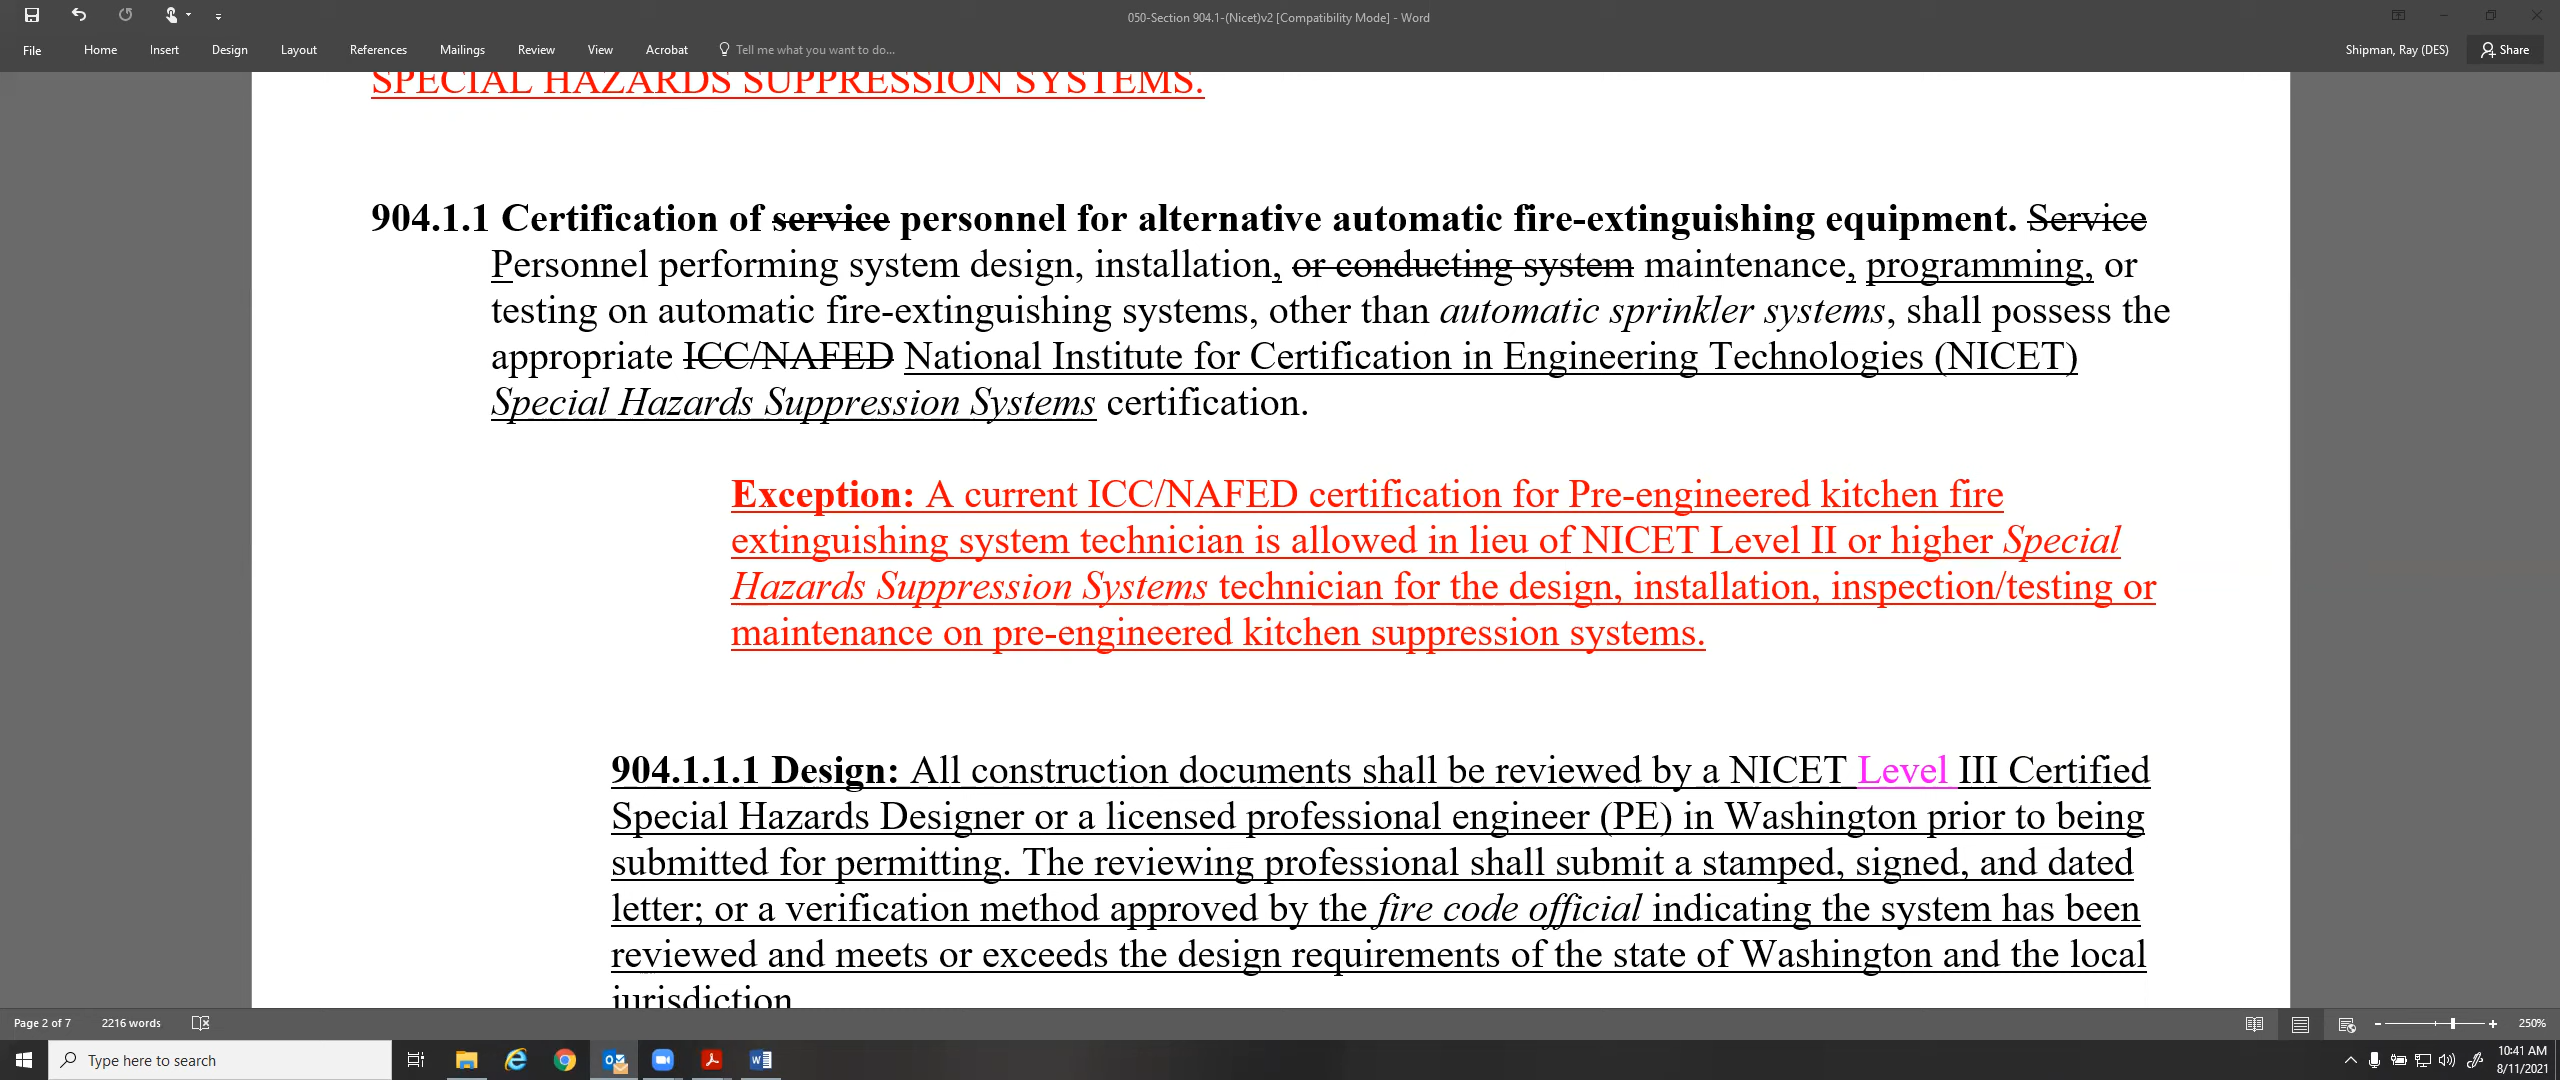 050-Section 904.1-(Nicet)v2 [Compatibility Mode] - Word
File Home Insert Design Layout References Mailings Review View Acrobat Tell me what you want to do... Shipman, Ray (DES) Share
SPECIAL HAZARDS SUPPRESSION SYSTEMS.
904.1.1 Certification of service personnel for alternative automatic fire-extinguishing equipment. Service
Personnel performing system design, installation, or conducting system maintenance, programming, or
testing on automatic fire-extinguishing systems, other than automatic sprinkler systems, shall possess the
appropriate ICC/NAFED National Institute for Certification in Engineering Technologies (NICET)
Special Hazards Suppression Systems certification.
Exception: A current ICC/NAFED certification for Pre-engineered kitchen fire
extinguishing system technician is allowed in lieu of NICET Level II or higher Special
Hazards Suppression Systems technician for the design, installation, inspection/testing or
maintenance on pre-engineered kitchen suppression systems.
904.1.1.1 Design: All construction documents shall be reviewed by a NICET Level III Certified
Special Hazards Designer or a licensed professional engineer (PE) in Washington prior to being
submitted for permitting. The reviewing professional shall submit a stamped, signed, and dated
letter; or a verification method approved by the fire code official indicating the system has been
reviewed and meets or exceeds the design requirements of the state of Washington and the local
jurisdiction
Page 2 of 7 2216 words 250%
Type here to search 10:41 AM
8/11/2021